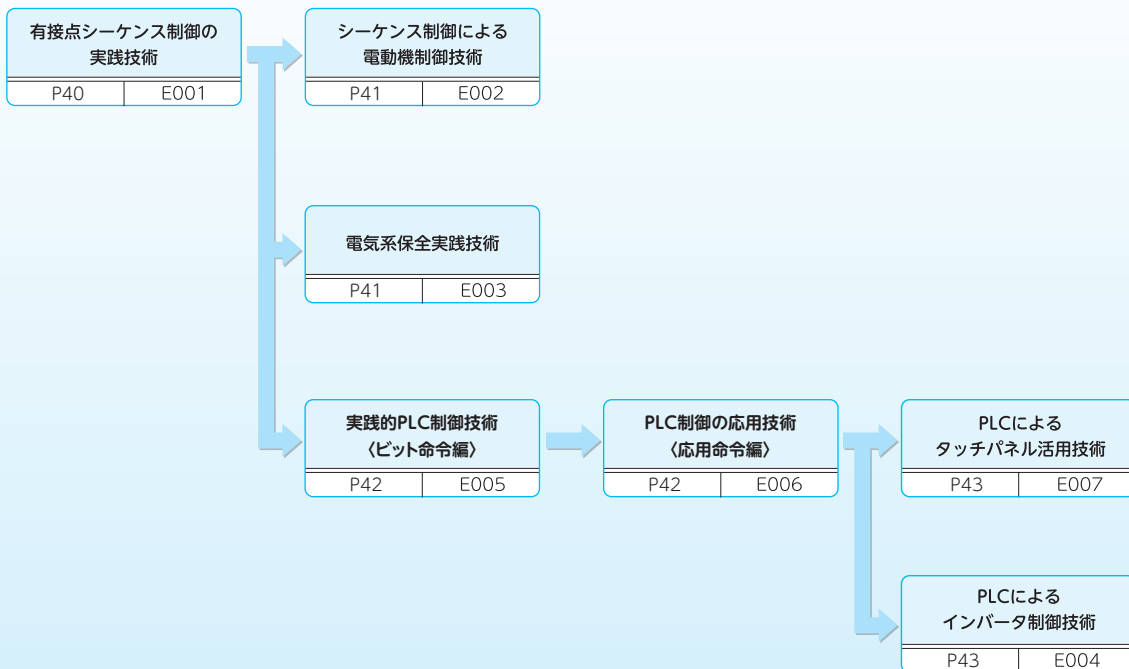 有接点シーケンス制御の
実践技術
P40 E001
シーケンス制御による
電動機制御技術
P41 E002
電気系保全実践技術
P41 E003
実践的PLC制御技術
〈ビット命令編〉
P42 E005
PLC制御の応用技術
〈応用命令編〉
P42 E006
PLCによる
タッチパネル活用技術
P43 E007
PLCによる
インバータ制御技術
P43 E004